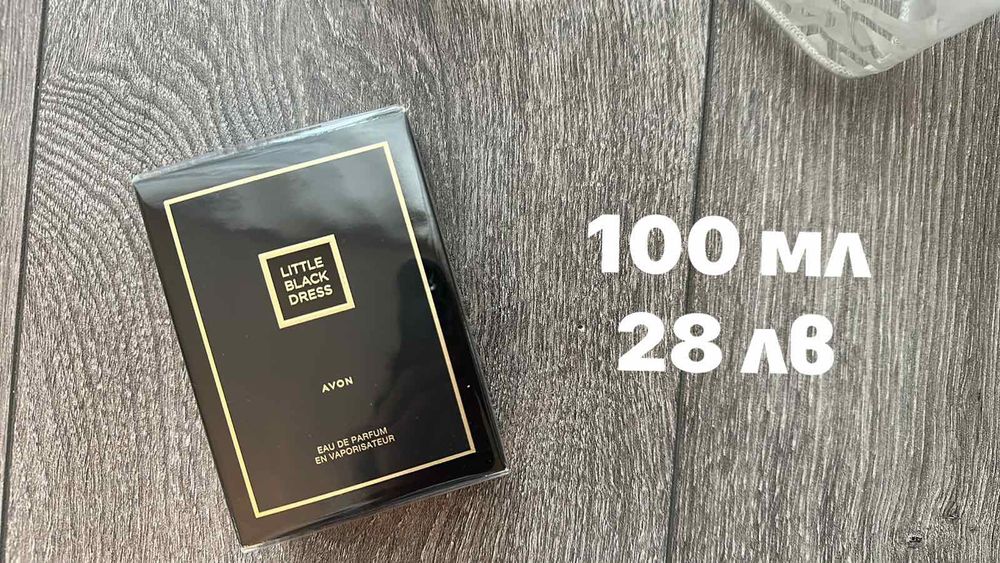 LITTLE
BLACK
DRESS
AVON
EAU DE PARFUM
EN VAPORISATEUR
100 мл
28 лв